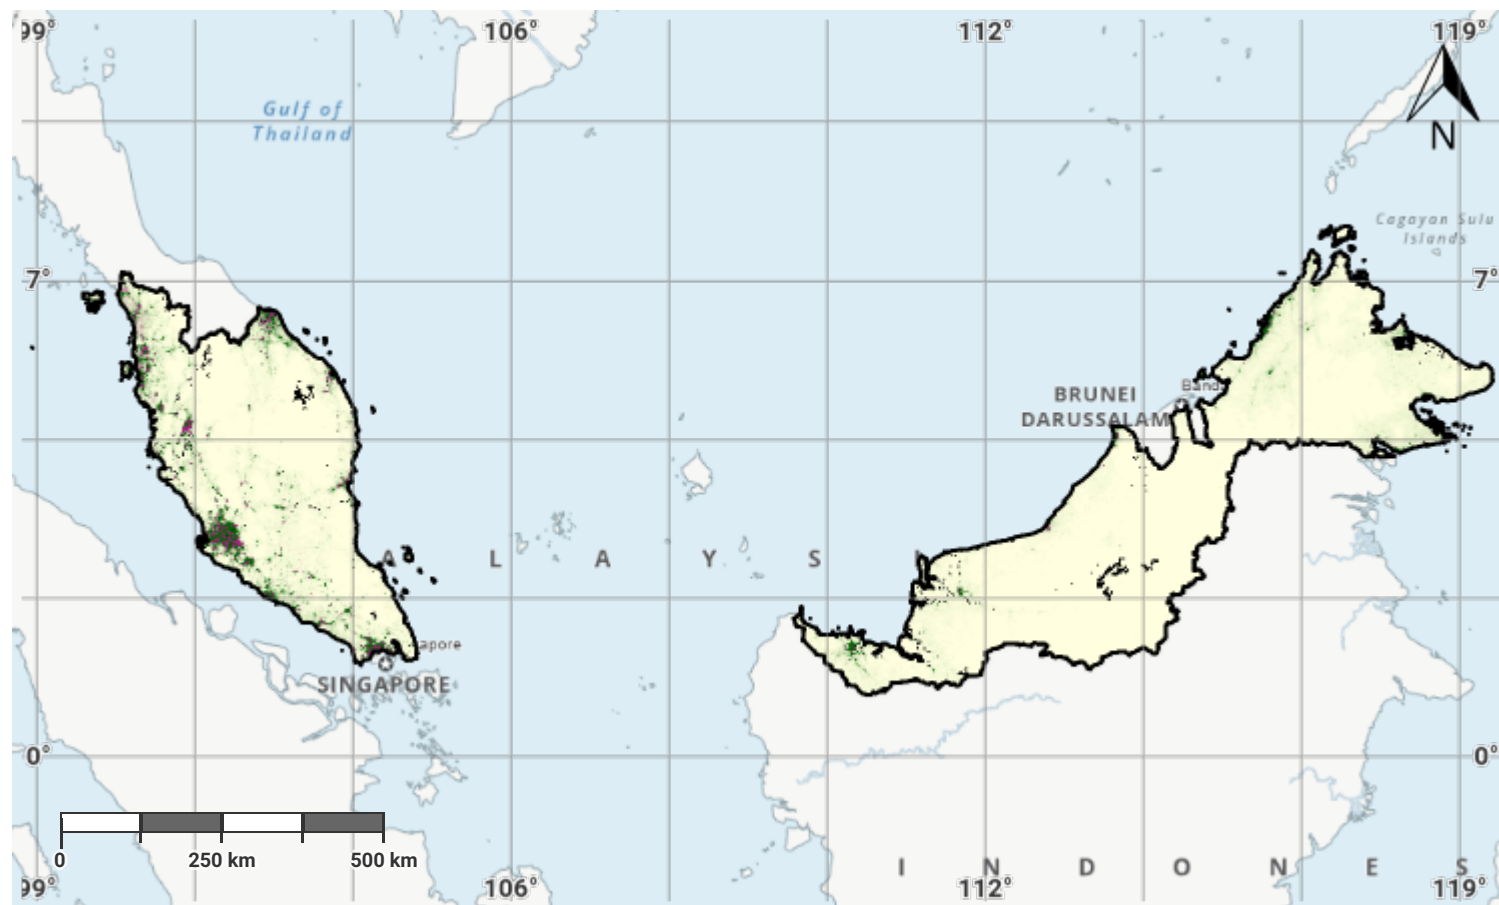 99°
106°
112°
119°
Gulf of
Thailand
N
Cagayan Sulu
Islands
7°
7°
BRUNEI
DARUSSALAM
Band
A L A Y S I
apore
SINGAPORE
0°
0°
0
250 km
500 km
I N D O N E S
99°
106°
112°
119°